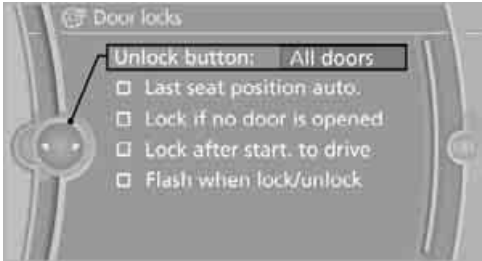 Door locks
Unlock button: All doors
Last seat position auto.
Lock if no door is opened
Lock after start. to drive
Flash when lock/unlock